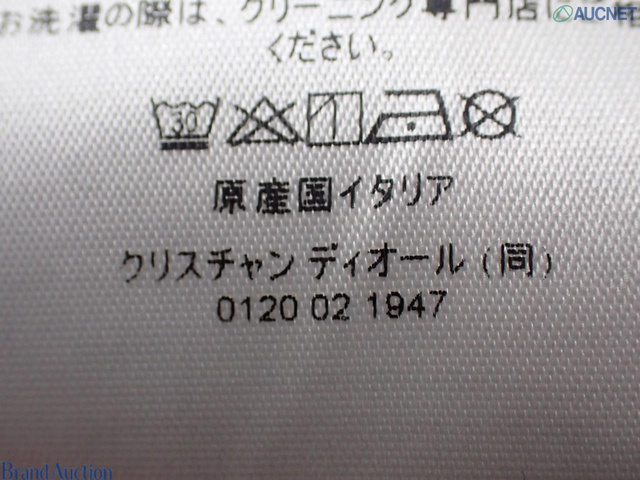 お洗濯の際は、クリーニング専門店に
ください。
30
原産国イタリア
クリスチャン ディオール (同)
0120 02 1947
AUCNET
Brand Auction